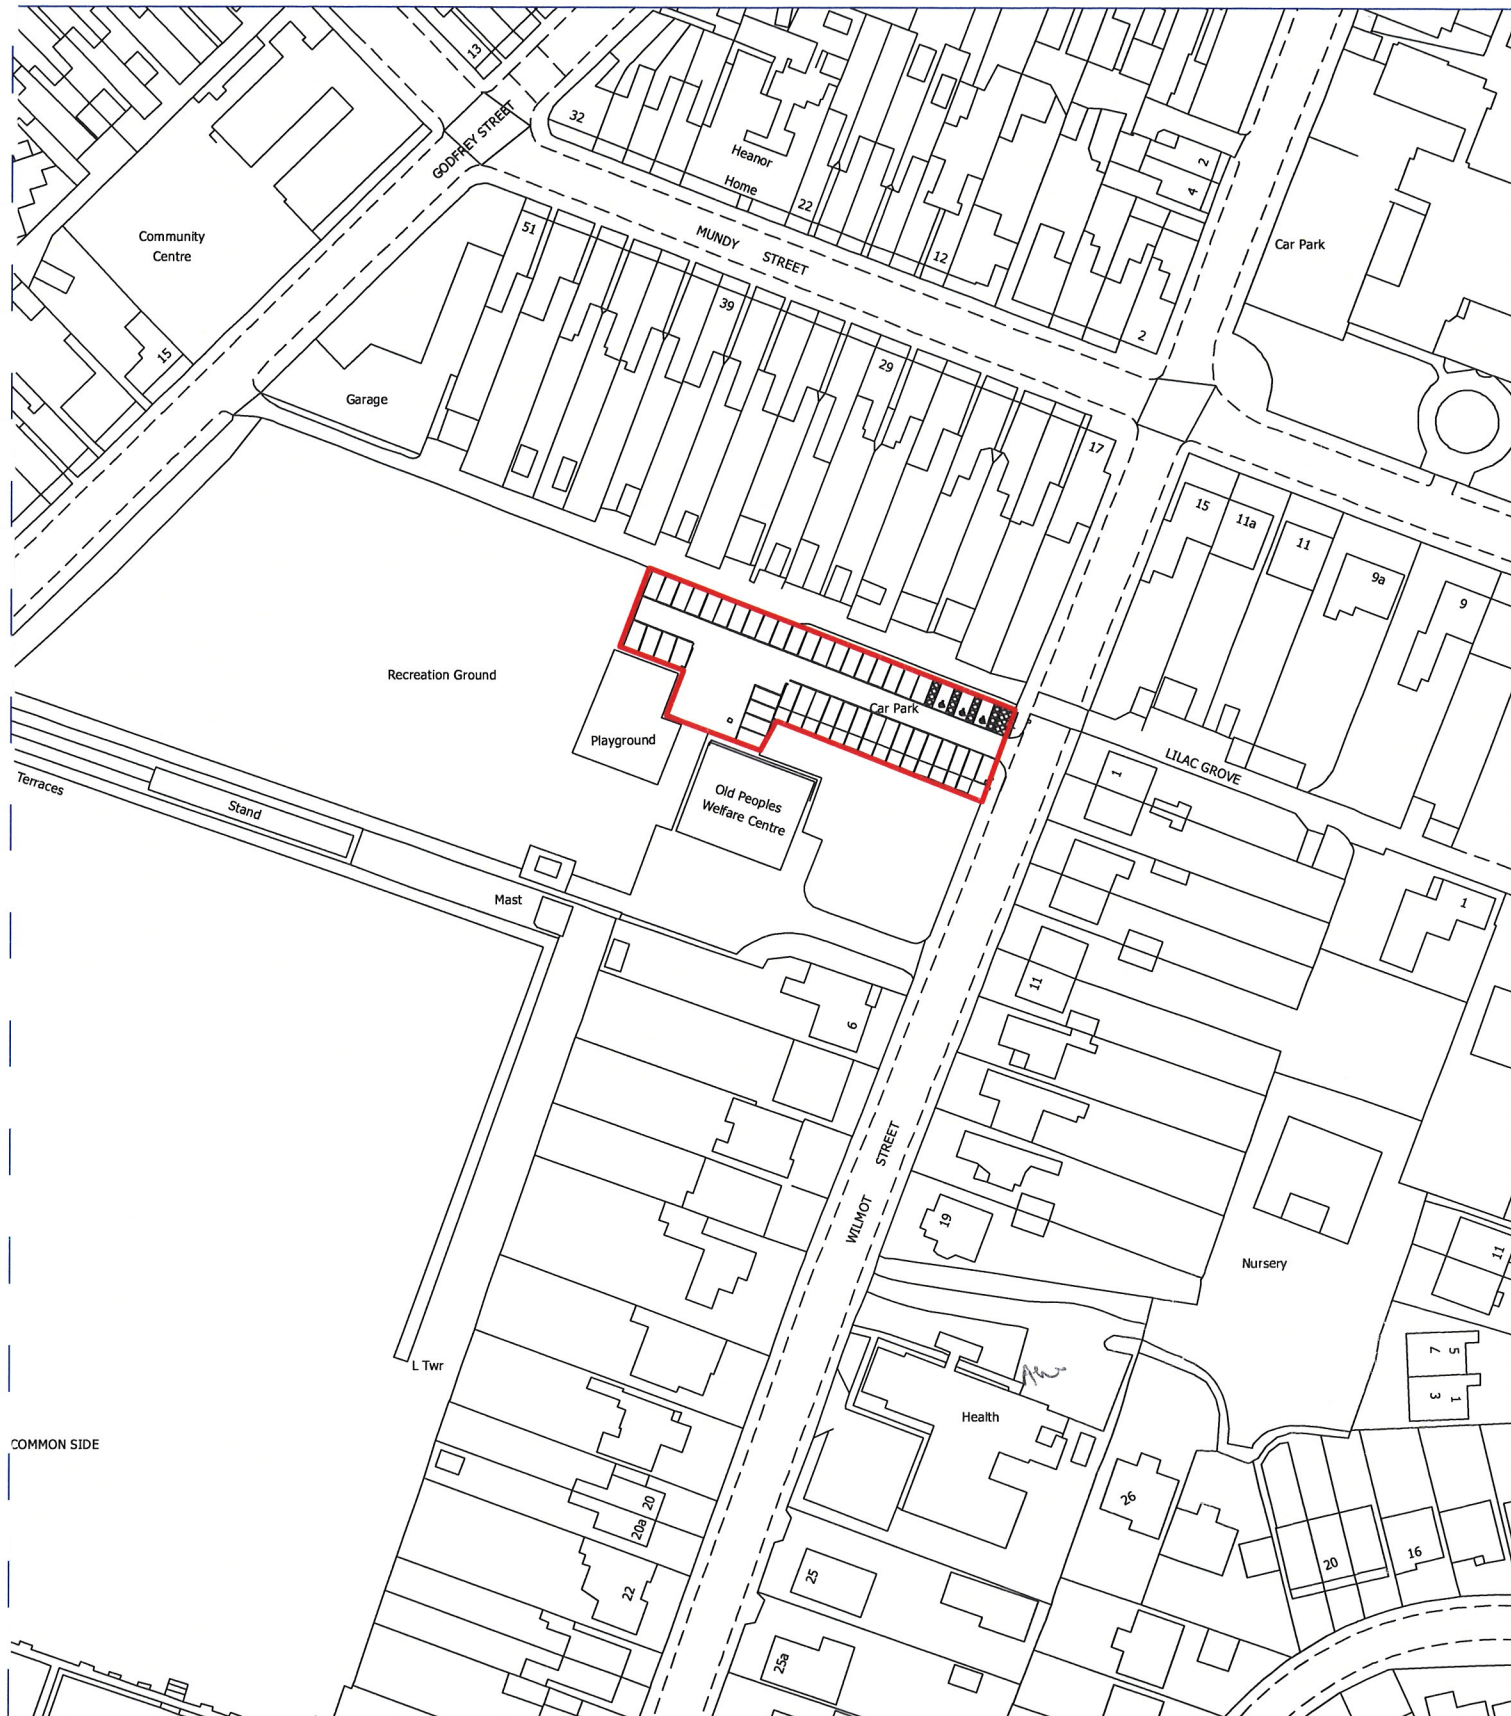 13
GODFREY STREET
32
Heanor
Home
22
12
2
4
2
Car Park
Community
Centre
15
51
MUNDY
STREET
39
29
17
Garage
15
11a
11
9a
9
Recreation Ground
Car Park
Playground
Old Peoples
Welfare Centre
LILAC GROVE
1
1
Terraces
Stand
Mast
11
6
STREET
WILMOT
19
Nursery
11
L Twr
7 5
3 1
Health
COMMON SIDE
20
20a
26
22
25
20
16
25a